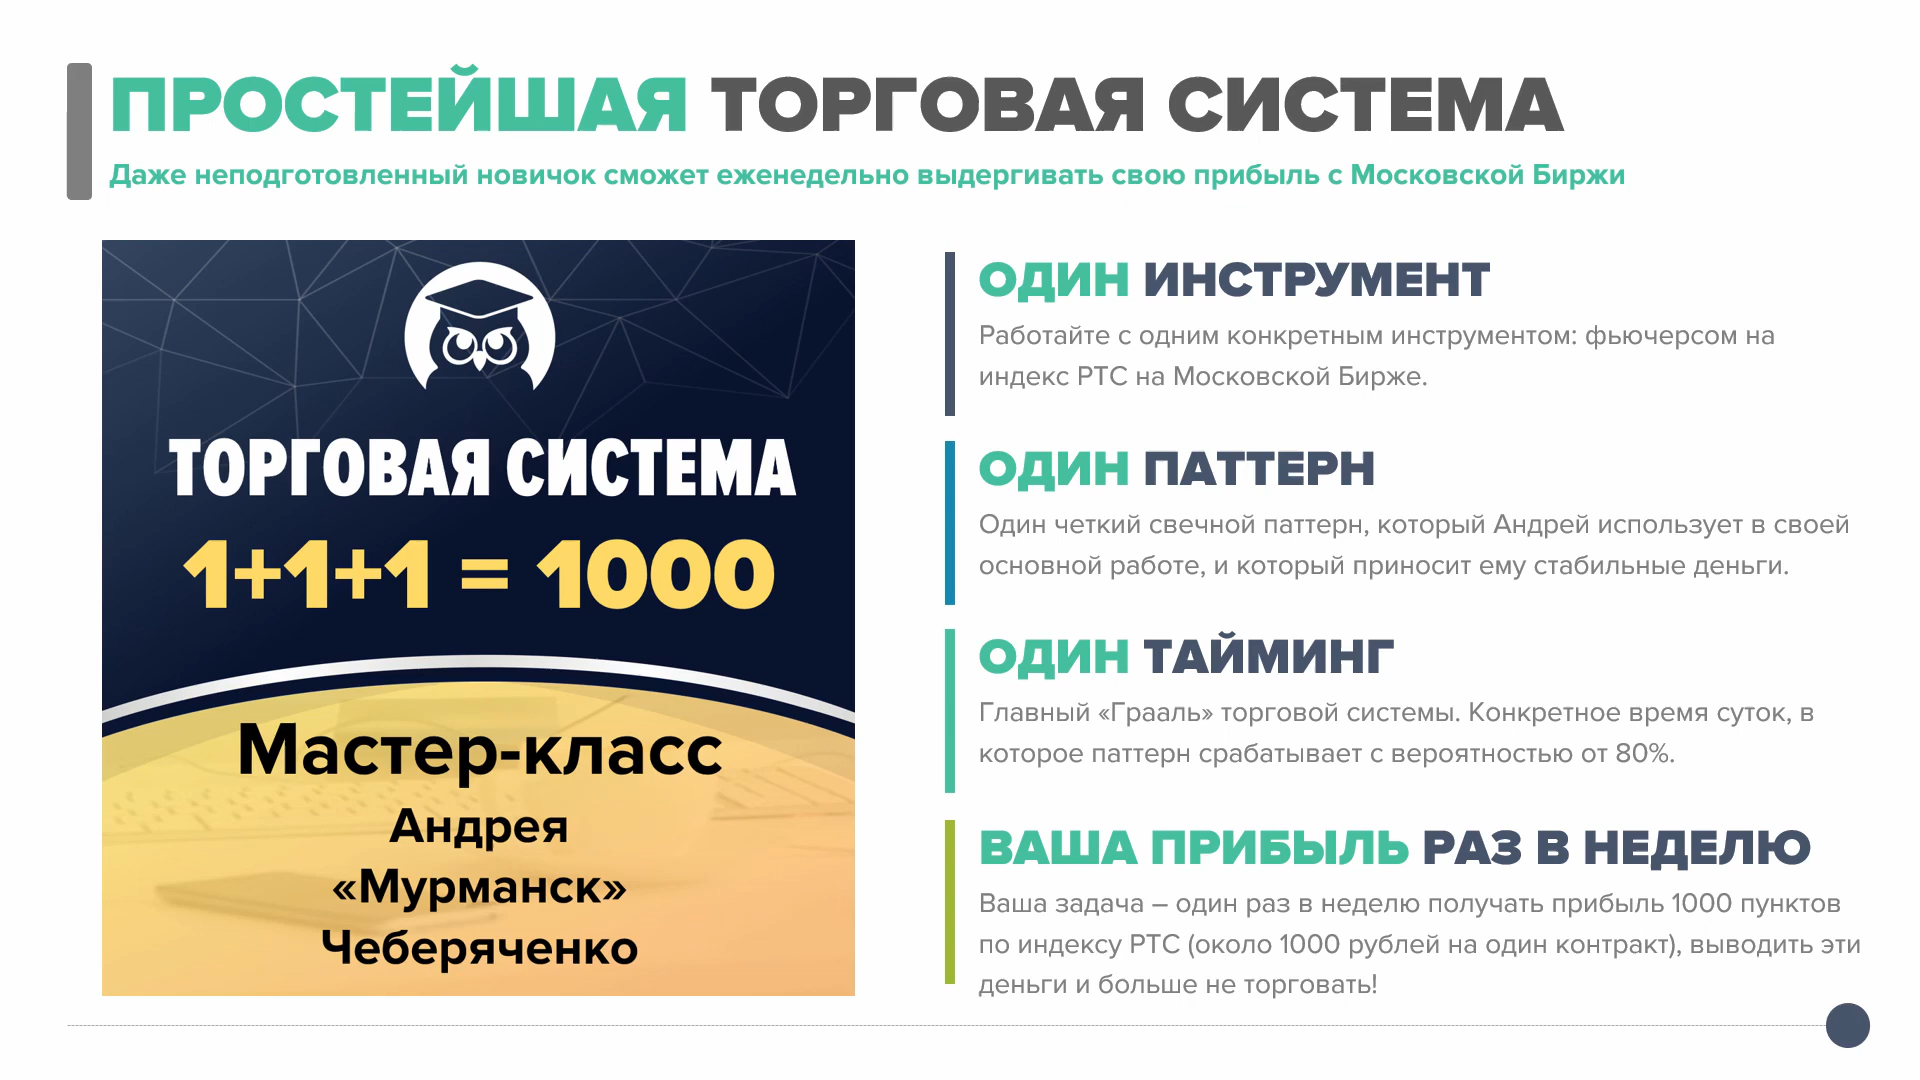 ПРОСТЕЙШАЯ ТОРГОВАЯ СИСТЕМА
Даже неподготовленный новичок сможет еженедельно выдергивать свою прибыль с Московской Биржи
ТОРГОВАЯ СИСТЕМА
1+1+1 = 1000
Мастер-класс
Андрея
«Мурманск»
Чеберяченко
ОДИН ИНСТРУМЕНТ
Работайте с одним конкретным инструментом: фьючерсом на
индекс РТС на Московской Бирже.
ОДИН ПАТТЕРН
Один четкий свечной паттерн, который Андрей использует в своей
основной работе, и который приносит ему стабильные деньги.
ОДИН ТАЙМИНГ
Главный «Грааль» торговой системы. Конкретное время суток, в
которое паттерн срабатывает с вероятностью от 80%.
ВАША ПРИБЫЛЬ РАЗ В НЕДЕЛЮ
Ваша задача – один раз в неделю получать прибыль 1000 пунктов
по индексу РТС (около 1000 рублей на один контракт), выводить эти
деньги и больше не торговать!